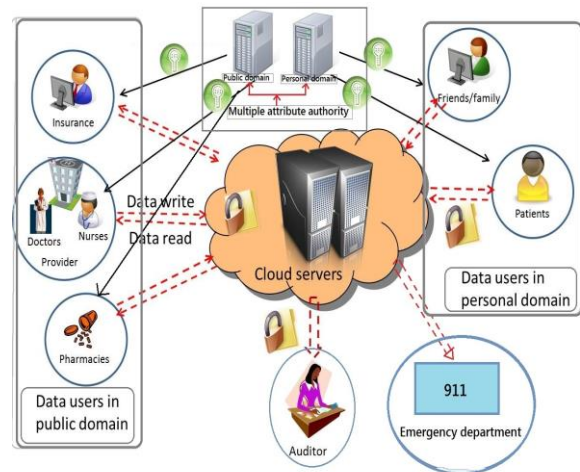 Public domain
Personal domain
Multiple attribute authority
Insurance
Friends/family
Doctors
Nurses
Provider
Data write
Data read
Cloud servers
Patients
Pharmacies
Data users in
personal domain
Data users in
public domain
Auditor
911
Emergency department